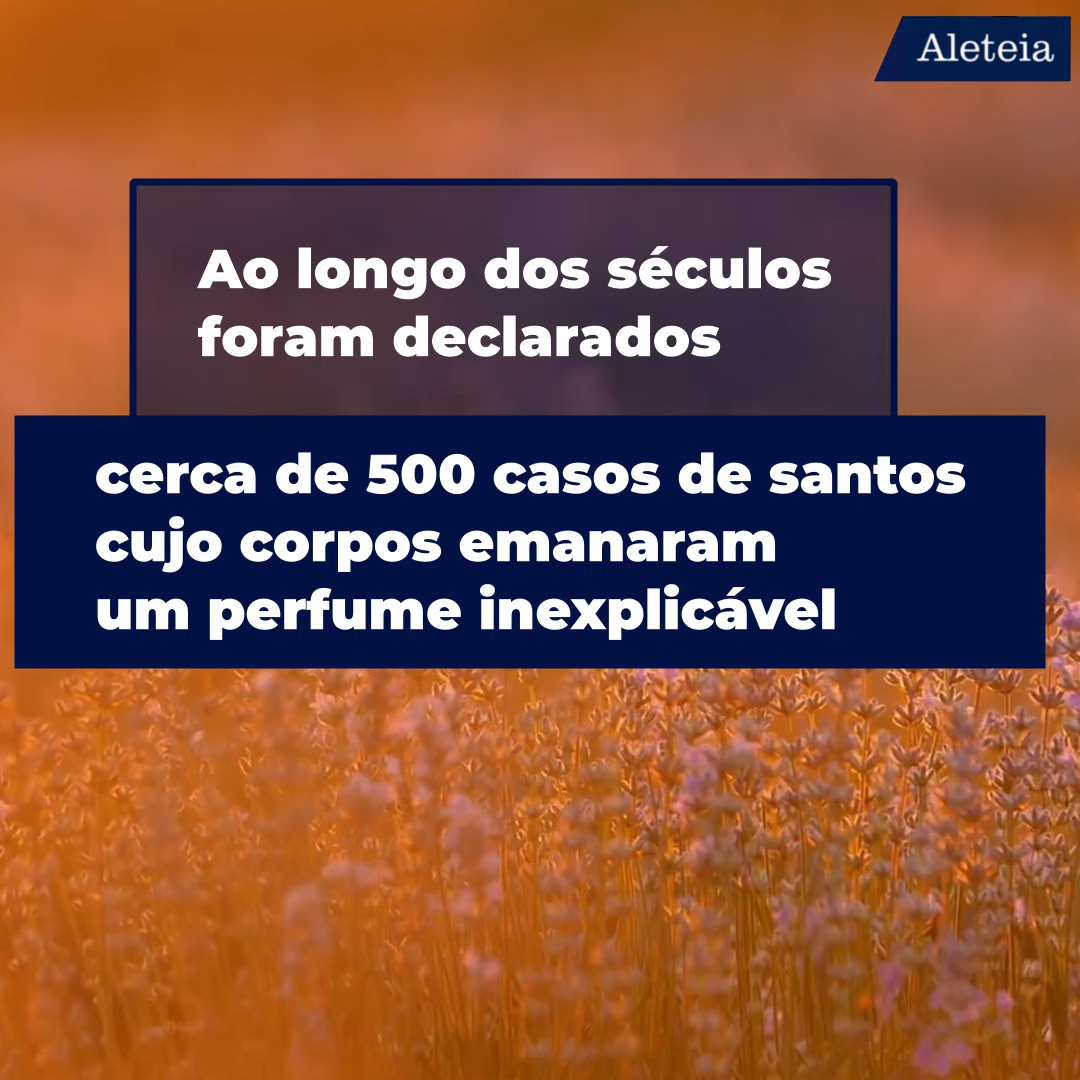 Aleteia
Ao longo dos séculos
foram declarados
cerca de 500 casos de santos
cujo corpos emanaram
um perfume inexplicável